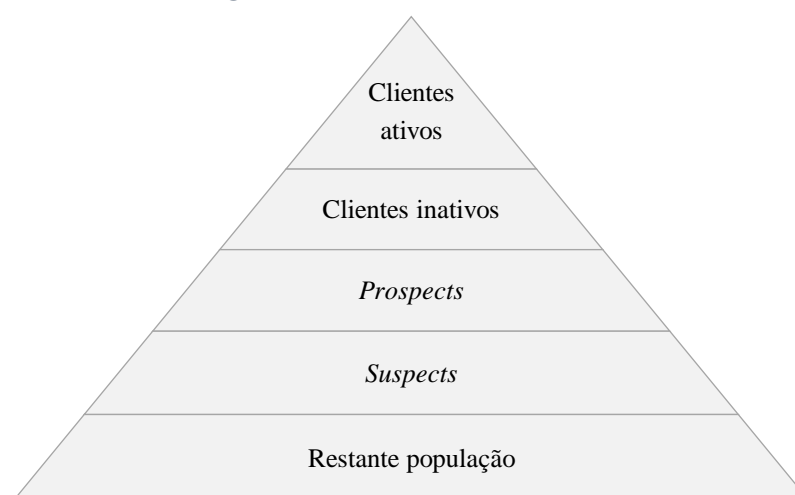 Clientes
ativos
Clientes inativos
Prospects
Suspects
Restante população